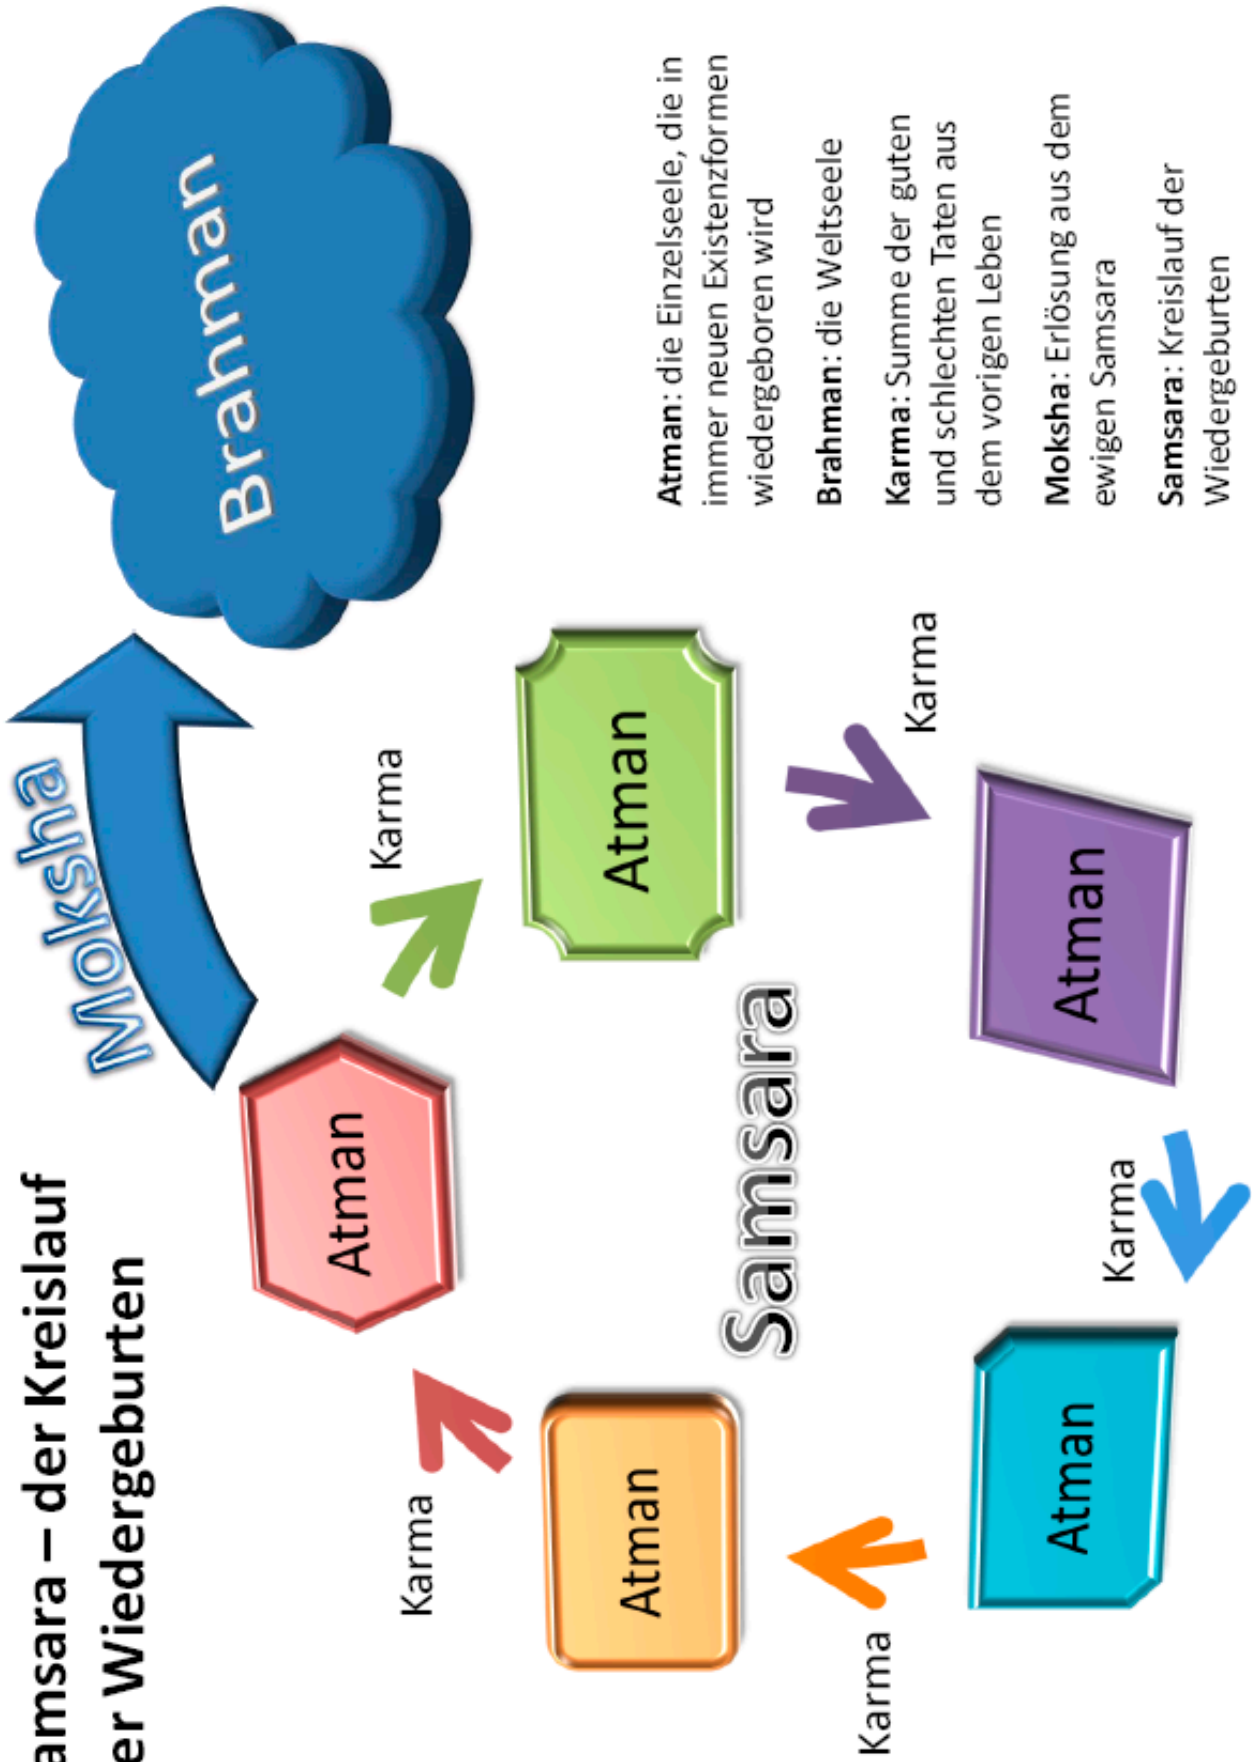 amsara – der Kreislauf
er Wiedergeburten
Moksha
Brahman
Atman
Karma
Karma
Atman
Atman
Samsara
Karma
Karma
Atman
Atman
Karma
Atman: die Einzelseele, die in
immer neuen Existenzformen
wiedergeboren wird
Brahman: die Weltseele
Karma: Summe der guten
und schlechten Taten aus
dem vorigen Leben
Moksha: Erlösung aus dem
ewigen Samsara
Samsara: Kreislauf der
Wiedergeburten